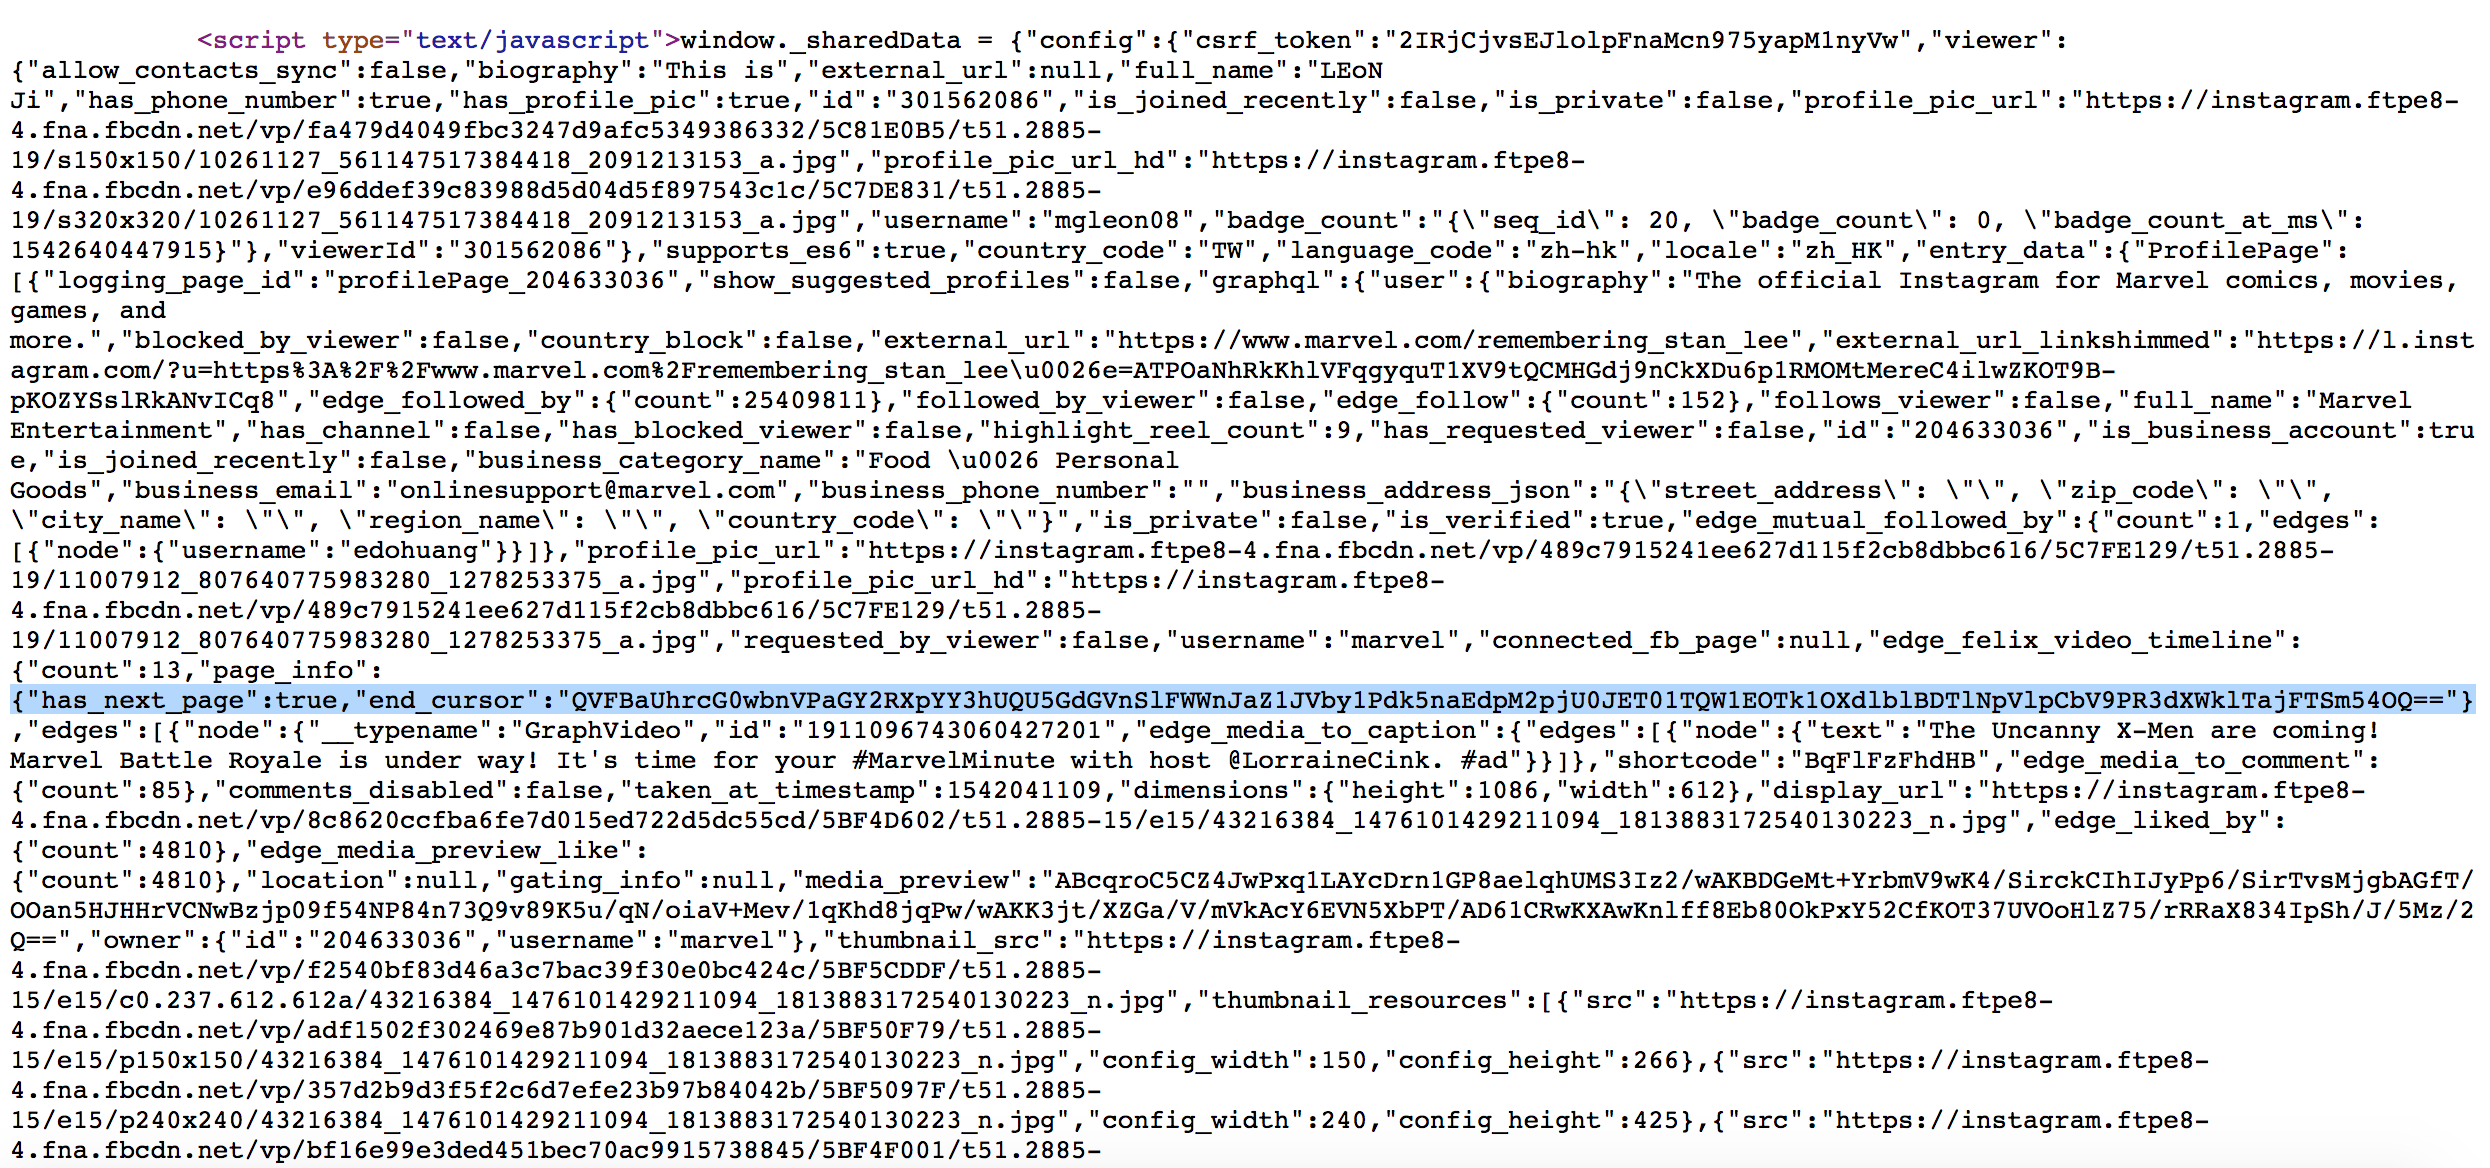 <script type="text/javascript">window._sharedData = {"config":{"csrf_token":"2IRjCjvsEJlolpFnaMcn975yapM1nyVw","viewer":
{"allow_contacts_sync":false,"biography":"This is","external_url":null,"full_name":"LEoN
Ji","has_phone_number":true,"has_profile_pic":true,"id":"301562086","is_joined_recently":false,"is_private":false,"profile_pic_url":"https://instagram.ftpe8-
4.fna.fbcdn.net/vp/fa479d4049fbc3247d9afc5349386332/5C81E0B5/t51.2885-
19/s150x150/10261127_561147517384418_2091213153_a.jpg","profile_pic_url_hd":"https://instagram.ftpe8-
4.fna.fbcdn.net/vp/e96ddef39c83988d5d04d5f897543c1c/5C7DE831/t51.2885-
19/s320x320/10261127_561147517384418_2091213153_a.jpg","username":"mgleon08","badge_count":"{\"seq_id\": 20, \"badge_count\": 0, \"badge_count_at_ms\":
1542640447915}"},"viewerId":"301562086"},"supports_es6":true,"country_code":"TW","language_code":"zh-hk","locale":"zh_HK","entry_data":{"ProfilePage":
[{"logging_page_id":"profilePage_204633036","show_suggested_profiles":false,"graphql":{"user":{"biography":"The official Instagram for Marvel comics, movies,
games, and
more.","blocked_by_viewer":false,"country_block":false,"external_url":"https://www.marvel.com/remembering_stan_lee","external_url_linkshimmed":"https://l.inst
agram.com/?u=https%3A%2F%2Fwww.marvel.com%2Fremembering_stan_lee\u0026e=ATPOaNhRkKhlVFqgyquT1XV9tQCMHGdj9nCkXDu6p1RMOMtMereC4ilwZKOT9B-
pKOZYSslRkANvICq8","edge_followed_by":{"count":25409811},"followed_by_viewer":false,"edge_follow":{"count":152},"follows_viewer":false,"full_name":"Marvel
Entertainment","has_channel":false,"has_blocked_viewer":false,"highlight_reel_count":9,"has_requested_viewer":false,"id":"204633036","is_business_account":tru
e,"is_joined_recently":false,"business_category_name":"Food \u0026 Personal
Goods","business_email":"onlinesupport@marvel.com","business_phone_number":"","business_address_json":"{\"street_address\": \"\", \"zip_code\": \"\",
\"city_name\": \"\", \"region_name\": \"\", \"country_code\": \"\"}","is_private":false,"is_verified":true,"edge_mutual_followed_by":{"count":1,"edges":
[{"node":{"username":"edohuang"}}]},"profile_pic_url":"https://instagram.ftpe8-4.fna.fbcdn.net/vp/489c7915241ee627d115f2cb8dbbc616/5C7FE129/t51.2885-
19/11007912_807640775983280_1278253375_a.jpg","profile_pic_url_hd":"https://instagram.ftpe8-
4.fna.fbcdn.net/vp/489c7915241ee627d115f2cb8dbbc616/5C7FE129/t51.2885-
19/11007912_807640775983280_1278253375_a.jpg","requested_by_viewer":false,"username":"marvel","connected_fb_page":null,"edge_felix_video_timeline":
{"count":13,"page_info":
{"has_next_page":true,"end_cursor":"QVFBaUhrcG0wbnVPaGY2RXpYY3hUQU5GdGVnSlFWWnJaZ1JVby1Pdk5naEdpM2pjU0JET01TQW1EOTk1OXdlblBDTlNpVlpCbV9PR3dXWklTajFTSm54OQ=="}
,"edges":[{"node":{"__typename":"GraphVideo","id":"1911096743060427201","edge_media_to_caption":{"edges":[{"node":{"text":"The Uncanny X-Men are coming!
Marvel Battle Royale is under way! It's time for your #MarvelMinute with host @LorraineCink. #ad"}}]},"shortcode":"BqFlFzFhdHB","edge_media_to_comment":
{"count":85},"comments_disabled":false,"taken_at_timestamp":1542041109,"dimensions":{"height":1086,"width":612},"display_url":"https://instagram.ftpe8-
4.fna.fbcdn.net/vp/8c8620ccfba6fe7d015ed722d5dc55cd/5BF4D602/t51.2885-15/e15/43216384_1476101429211094_1813883172540130223_n.jpg","edge_liked_by":
{"count":4810},"edge_media_preview_like":
{"count":4810},"location":null,"gating_info":null,"media_preview":"ABcqroC5CZ4JwPxq1LAYcDrn1GP8aelqhUMS3Iz2/wAKBDGeMt+YrbmV9wK4/SirckCIhIJyPp6/SirTvsMjgbAGfT/
OOan5HJHHrVCNwBzjp09f54NP84n73Q9v89K5u/qN/oiaV+Mev/1qKhd8jqPw/wAKK3jt/XZGa/V/mVkAcY6EVN5XbPT/AD61CRwKXAwKnlff8Eb80OkPxY52CfKOT37UVOoHlZ75/rRRaX834IpSh/J/5Mz/2
Q==","owner":{"id":"204633036","username":"marvel"},"thumbnail_src":"https://instagram.ftpe8-
4.fna.fbcdn.net/vp/f2540bf83d46a3c7bac39f30e0bc424c/5BF5CDDF/t51.2885-
15/e15/c0.237.612.612a/43216384_1476101429211094_1813883172540130223_n.jpg","thumbnail_resources":[{"src":"https://instagram.ftpe8-
4.fna.fbcdn.net/vp/adf1502f302469e87b901d32aece123a/5BF50F79/t51.2885-
15/e15/p150x150/43216384_1476101429211094_1813883172540130223_n.jpg","config_width":150,"config_height":266},{"src":"https://instagram.ftpe8-
4.fna.fbcdn.net/vp/357d2b9d3f5f2c6d7efe23b97b84042b/5BF5097F/t51.2885-
15/e15/p240x240/43216384_1476101429211094_1813883172540130223_n.jpg","config_width":240,"config_height":425},{"src":"https://instagram.ftpe8-
4.fna.fbcdn.net/vp/bf16e99e3ded451bec70ac9915738845/5BF4F001/t51.2885-